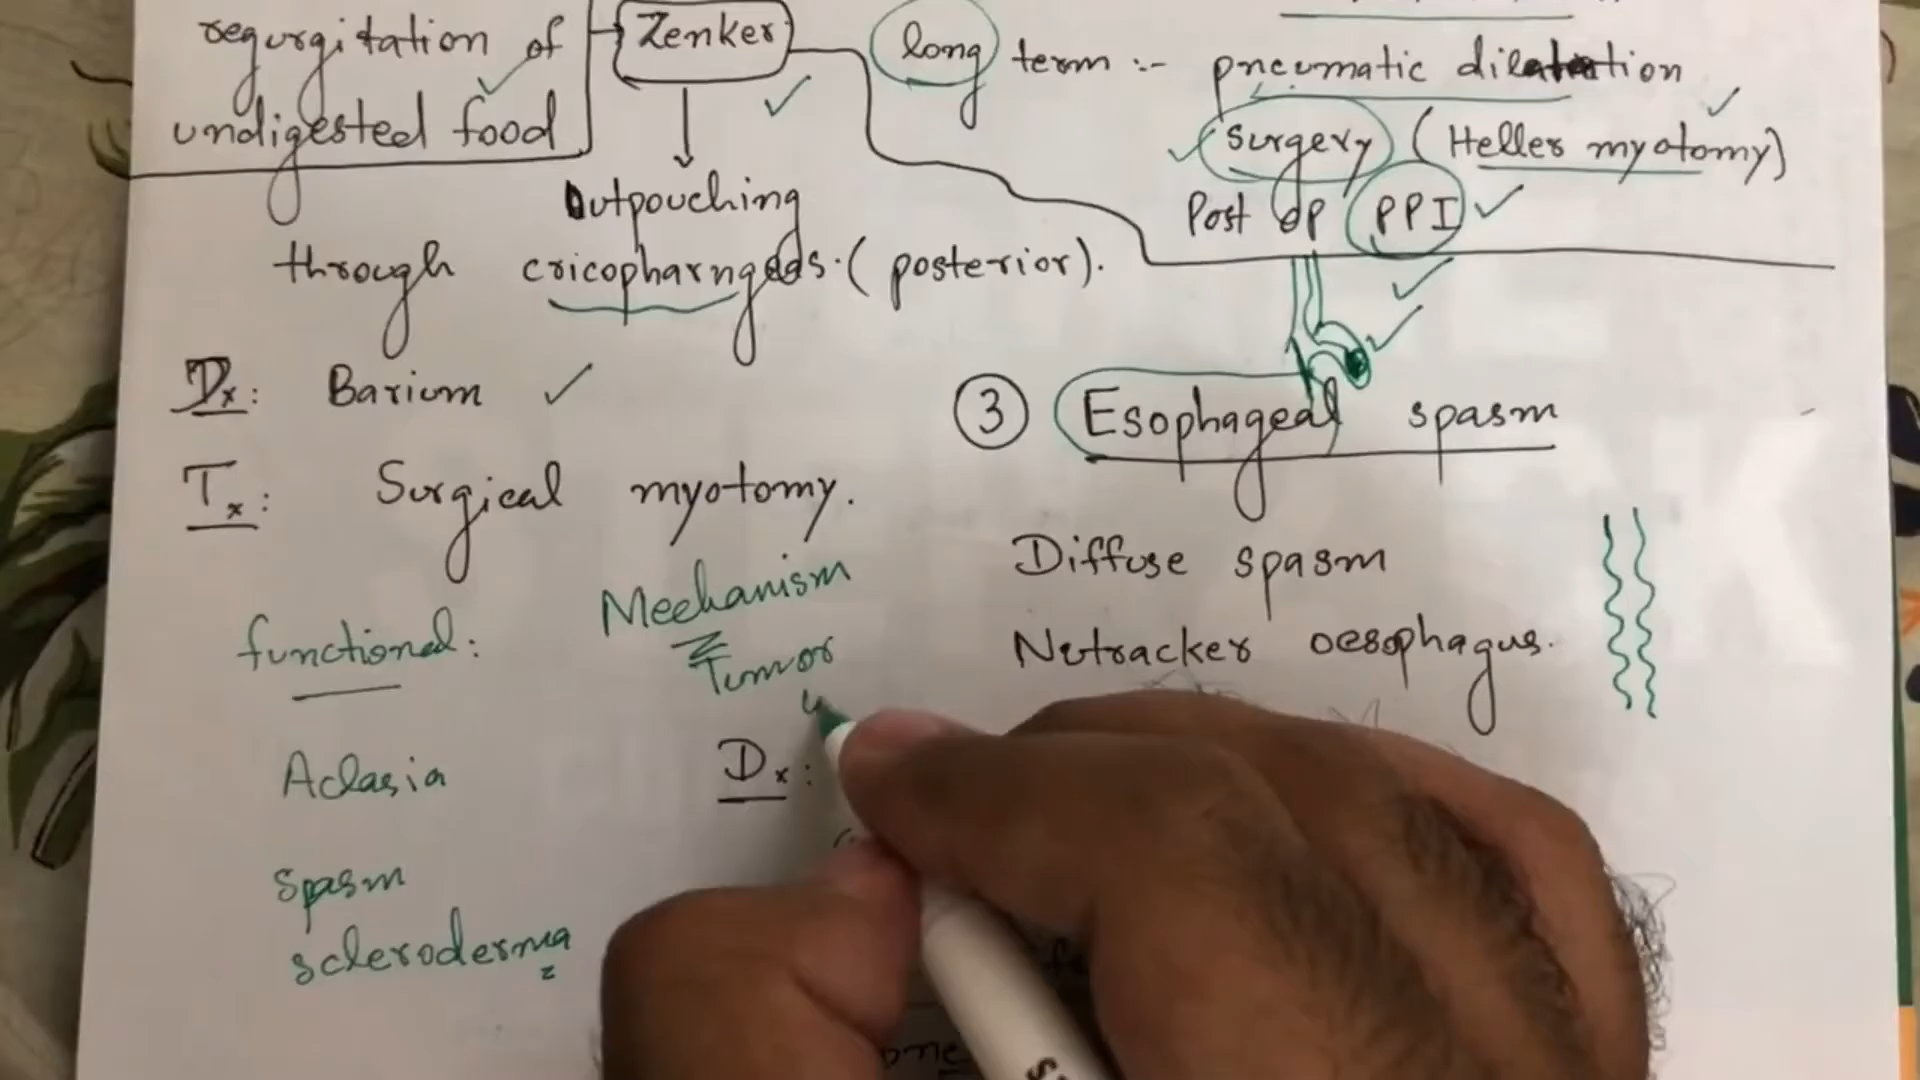 regurgitation of
undigested food
Zenker
Outpouching
through cricopharngeas. (posterior).
Dx: Barium
Tx: Surgical myotomy.
long term :- pneumatic dilatation
surgery (Heller myotomy)
Post op PPI
3 Esophageal spasm
Diffuse spasm
Nutracker oesophagus.
functional:
Aclasia
spasm
scleroderma
Mechanism
Tumor
Dx: